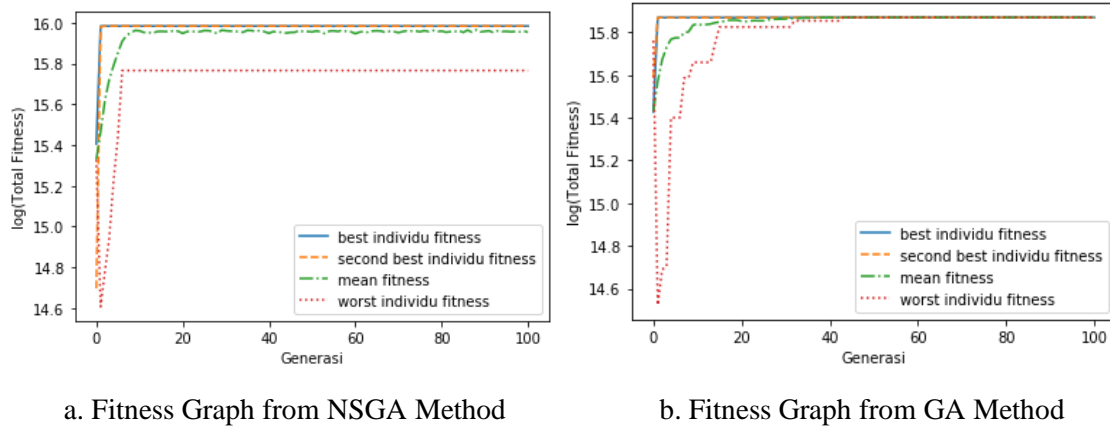 16.0
15.8
15.6
15.4
15.2
15.0
14.8
14.6
log(Total Fitness)
best individu fitness
second best individu fitness
mean fitness
worst individu fitness
0 20 40 60 80 100
Generasi
a. Fitness Graph from NSGA Method
15.8
15.6
15.4
15.2
15.0
14.8
14.6
log(Total Fitness)
best individu fitness
second best individu fitness
mean fitness
worst individu fitness
0 20 40 60 80 100
Generasi
b. Fitness Graph from GA Method